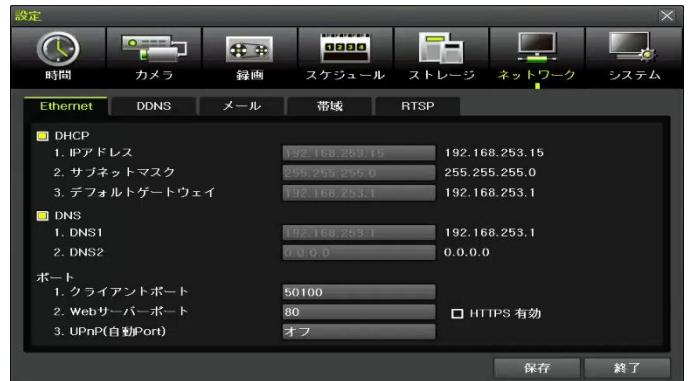 設定
時間 カメラ 録画 スケジュール ストレージ ネットワーク システム
Ethernet DDNS メール 帯域 RTSP
DHCP
1. IPアドレス 192.168.253.15 192.168.253.15
2. サブネットマスク 255.255.255.0 255.255.255.0
3. デフォルトゲートウェイ 192.168.253.1 192.168.253.1
DNS
1. DNS1 192.168.253.1 192.168.253.1
2. DNS2 0.0.0.0 0.0.0.0
ポート
1. クライアントポート 50100
2. Webサーバーポート 80 HTTPS 有効
3. UPnP(自動Port) オフ
保存 終了